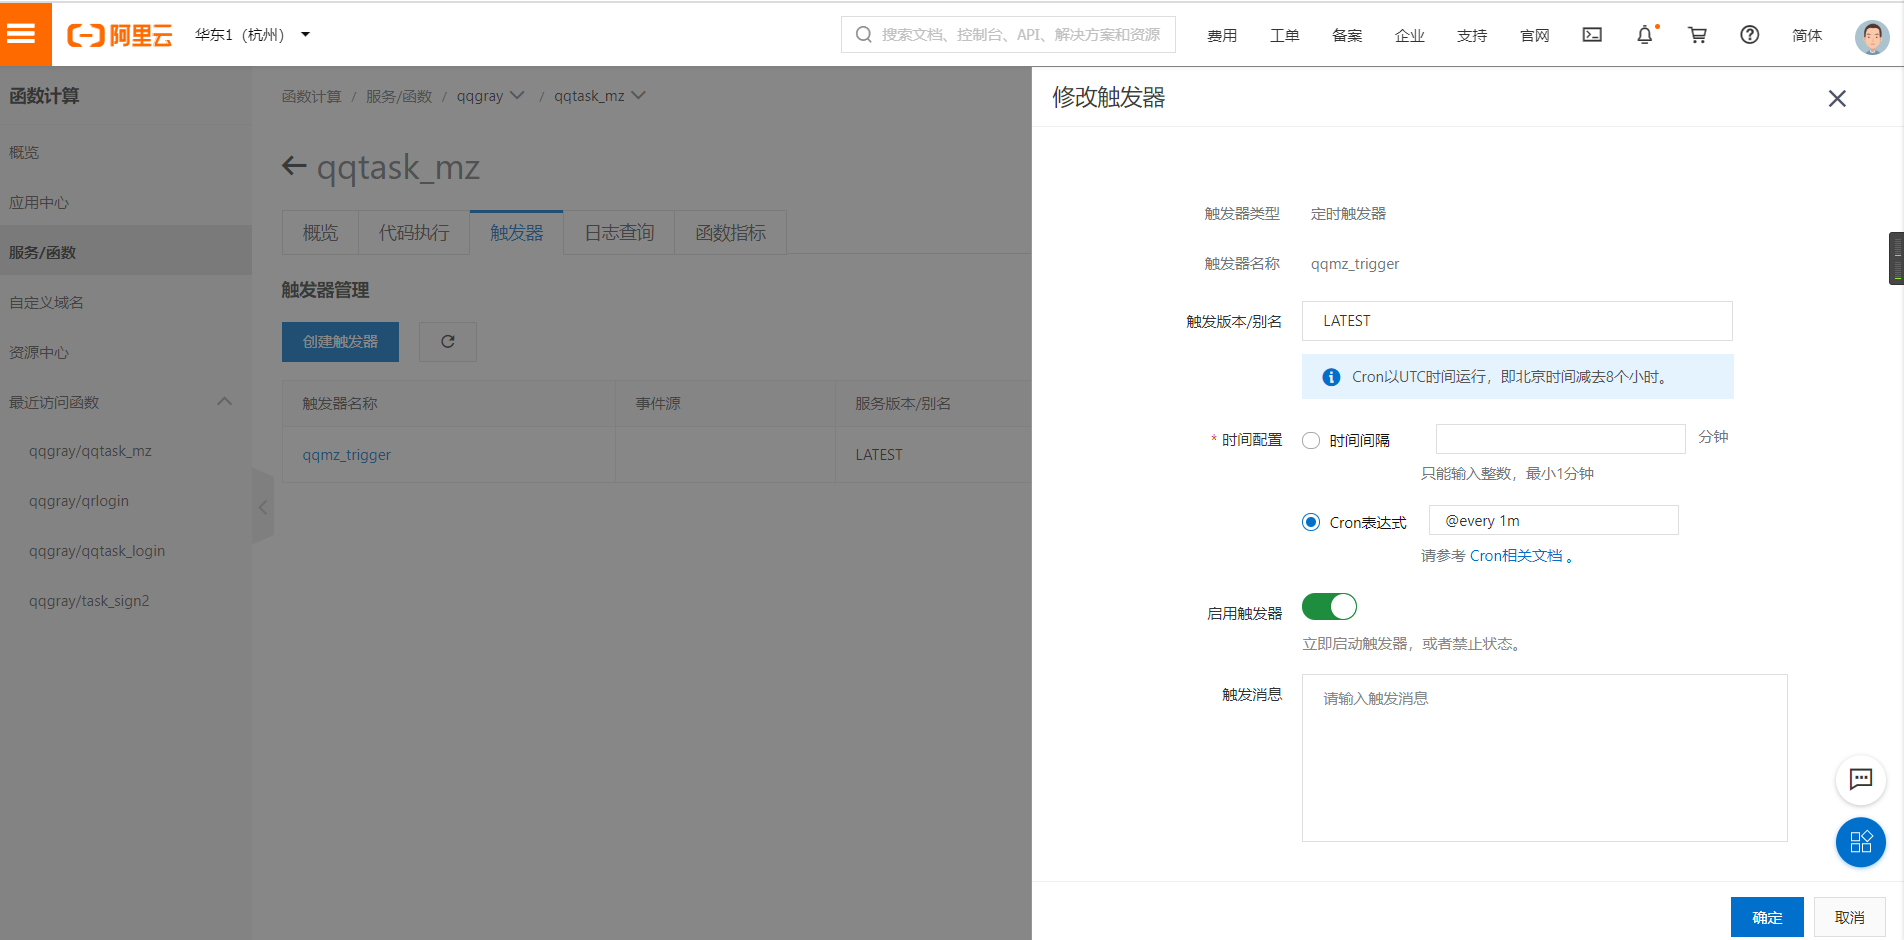 阿里云
华东1（杭州）
搜索文档、控制台、API、解决方案和资源
费用
工单
备案
企业
支持
官网
简体
函数计算
概览
应用中心
服务/函数
自定义域名
资源中心
最近访问函数
qqgray/qqtask_mz
qqgray/qrlogin
qqgray/qqtask_login
qqgray/task_sign2
函数计算 / 服务/函数 / qqgray / qqtask_mz
qqtask_mz
概览
代码执行
触发器
日志查询
函数指标
触发器管理
创建触发器
触发器名称
事件源
服务版本/别名
qqmz_trigger
LATEST
修改触发器
触发器类型 定时触发器
触发器名称 qqmz_trigger
触发版本/别名 LATEST
Cron以UTC时间运行，即北京时间减去8个小时。
* 时间配置 时间间隔 分钟
只能输入整数，最小1分钟
Cron表达式 @every 1m
请参考 Cron相关文档 。
启用触发器
立即启动触发器，或者禁止状态。
触发消息 请输入触发消息
确定
取消